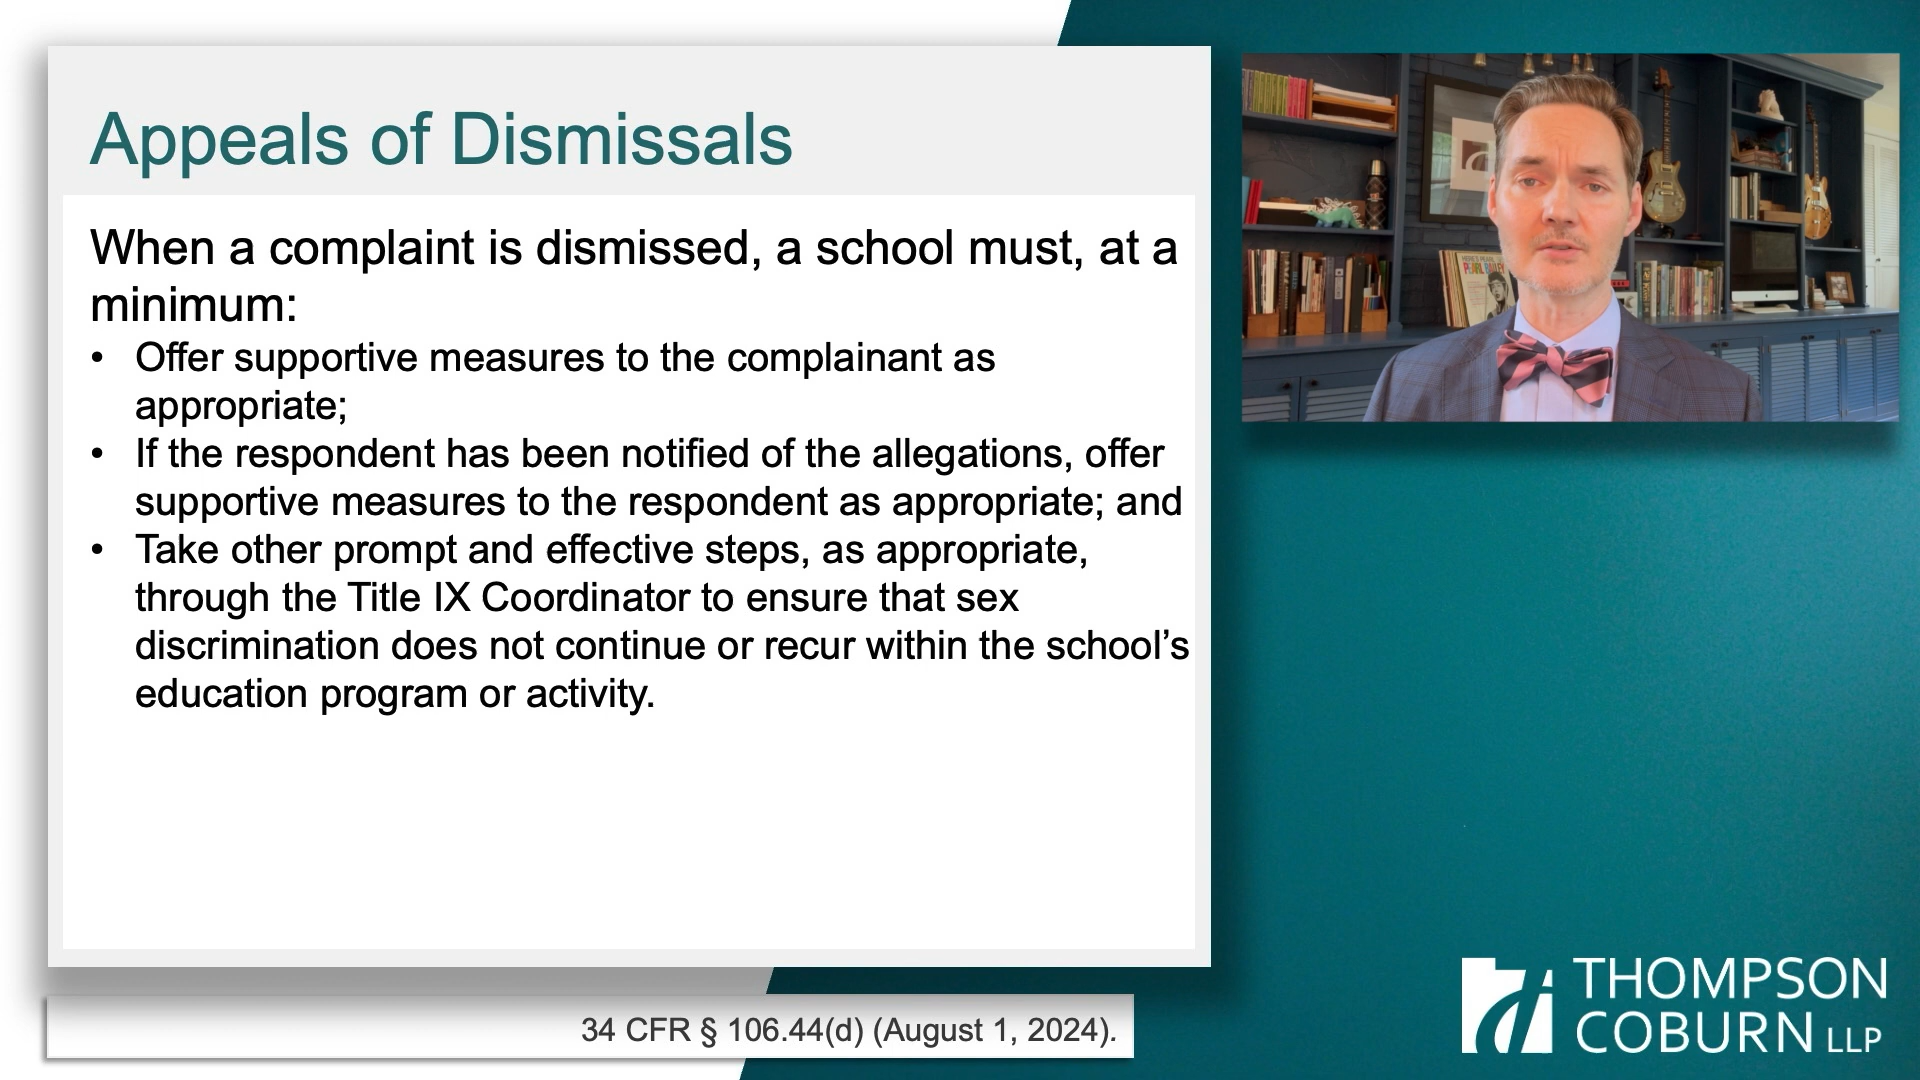 Appeals of Dismissals
When a complaint is dismissed, a school must, at a
minimum:
• Offer supportive measures to the complainant as
appropriate;
• If the respondent has been notified of the allegations, offer
supportive measures to the respondent as appropriate; and
• Take other prompt and effective steps, as appropriate,
through the Title IX Coordinator to ensure that sex
discrimination does not continue or recur within the school’s
education program or activity.
34 CFR § 106.44(d) (August 1, 2024).
PEARL BAILEY
THOMPSON
COBURN LLP